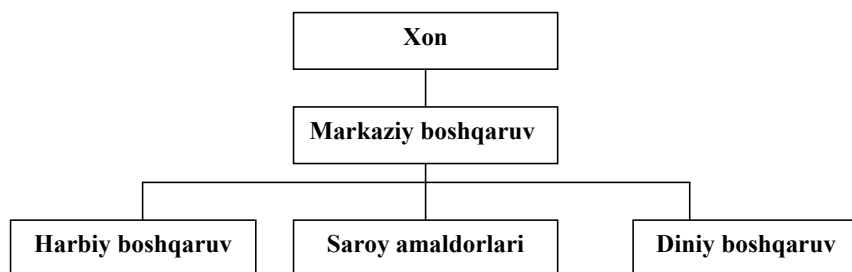 Xon
Markaziy boshqaruv
Harbiy boshqaruv
Saroy amaldorlari
Diniy boshqaruv